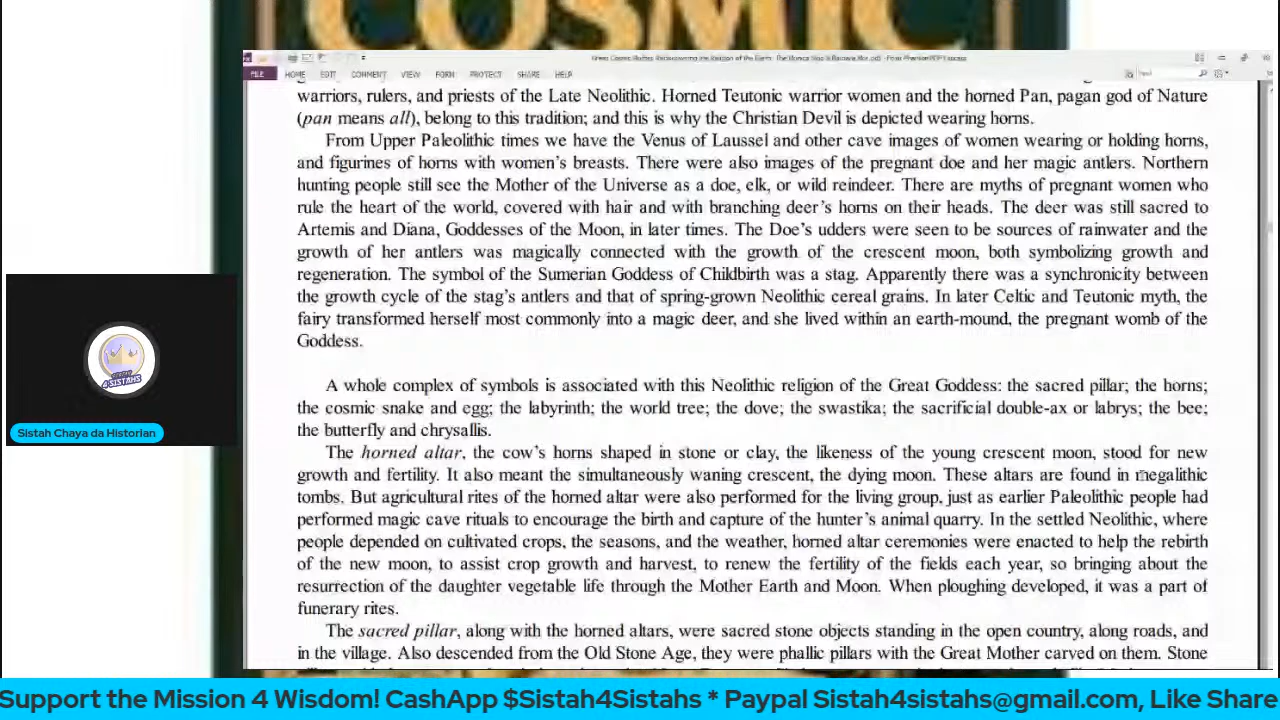 COSMIC
Great Cosmic Mother Rediscovering the Religion of the Earth, The
FILE HOME EDIT COMMENT VIEW FORM PROTECT SHARE HELP
warriors, rulers, and priests of the Late Neolithic. Horned Teutonic warrior women and the horned Pan, pagan god of Nature
(pan means all), belong to this tradition; and this is why the Christian Devil is depicted wearing horns.
From Upper Paleolithic times we have the Venus of Laussel and other cave images of women wearing or holding horns,
and figurines of horns with women's breasts. There were also images of the pregnant doe and her magic antlers. Northern
hunting people still see the Mother of the Universe as a doe, elk, or wild reindeer. There are myths of pregnant women who
rule the heart of the world, covered with hair and with branching deer's horns on their heads. The deer was still sacred to
Artemis and Diana, Goddesses of the Moon, in later times. The Doe's udders were seen to be sources of rainwater and the
growth of her antlers was magically connected with the growth of the crescent moon, both symbolizing growth and
regeneration. The symbol of the Sumerian Goddess of Childbirth was a stag. Apparently there was a synchronicity between
the growth cycle of the stag's antlers and that of spring-grown Neolithic cereal grains. In later Celtic and Teutonic myth, the
fairy transformed herself most commonly into a magic deer, and she lived within an earth-mound, the pregnant womb of the
Goddess.
A whole complex of symbols is associated with this Neolithic religion of the Great Goddess: the sacred pillar; the horns;
the cosmic snake and egg; the labyrinth; the world tree; the dove; the swastika; the sacrificial double-ax or labrys; the bee;
the butterfly and chrysallis.
The horned altar, the cow's horns shaped in stone or clay, the likeness of the young crescent moon, stood for new
growth and fertility. It also meant the simultaneously waning crescent, the dying moon. These altars are found in megalithic
tombs. But agricultural rites of the horned altar were also performed for the living group, just as earlier Paleolithic people had
performed magic cave rituals to encourage the birth and capture of the hunter's animal quarry. In the settled Neolithic, where
people depended on cultivated crops, the seasons, and the weather, horned altar ceremonies were enacted to help the rebirth
of the new moon, to assist crop growth and harvest, to renew the fertility of the fields each year, so bringing about the
resurrection of the daughter vegetable life through the Mother Earth and Moon. When ploughing developed, it was a part of
funerary rites.
The sacred pillar, along with the horned altars, were sacred stone objects standing in the open country, along roads, and
in the village. Also descended from the Old Stone Age, they were phallic pillars with the Great Mother carved on them. Stone
4-SISTAHS
Sistah Chaya da Historian
Support the Mission 4 Wisdom! CashApp $Sistah4Sistahs * Paypal Sistah4sistahs@gmail.com, Like Share